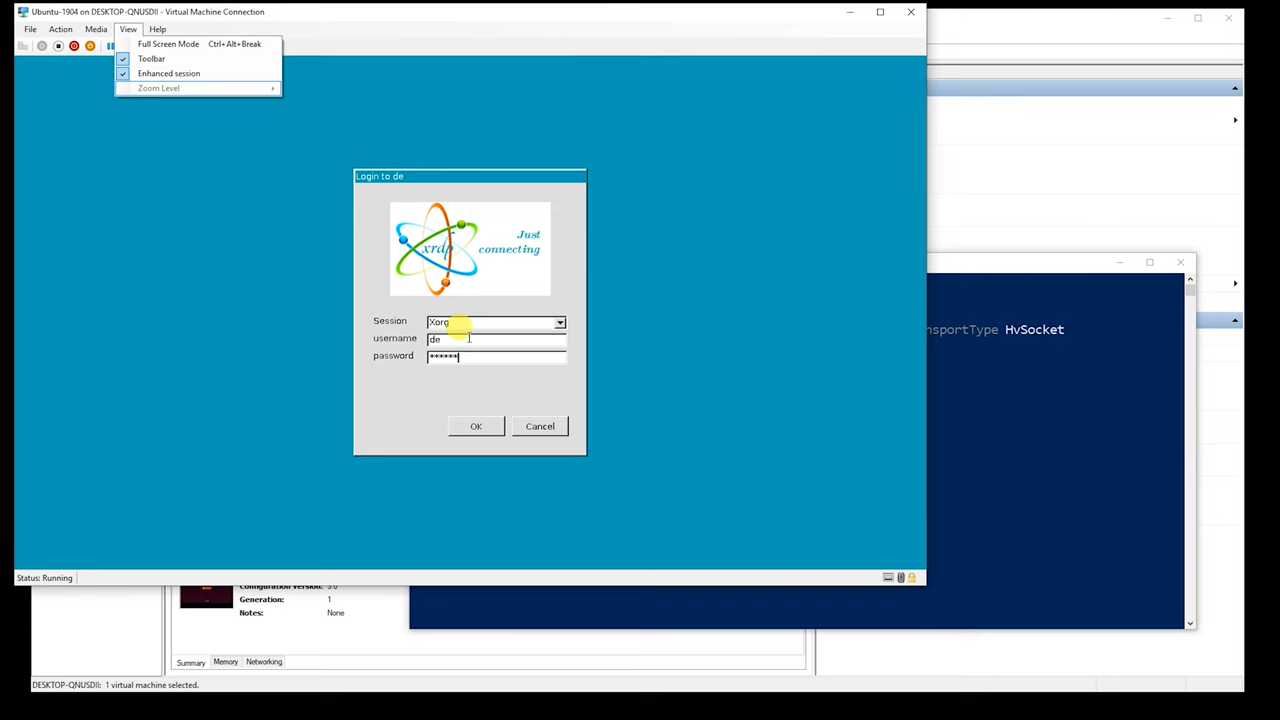 Ubuntu-1904 on DESKTOP-QNUSDII - Virtual Machine Connection
File Action Media View Help
Full Screen Mode Ctrl+Alt+Break
Toolbar
Enhanced session
Zoom Level
Login to de
xrdp
Just
connecting
Session Xorg
username de
password ******
OK Cancel
nsportType HvSocket
Status: Running
Configuration Version:
Generation: 1
Notes: None
Summary Memory Networking
DESKTOP-QNUSDII: 1 virtual machine selected.